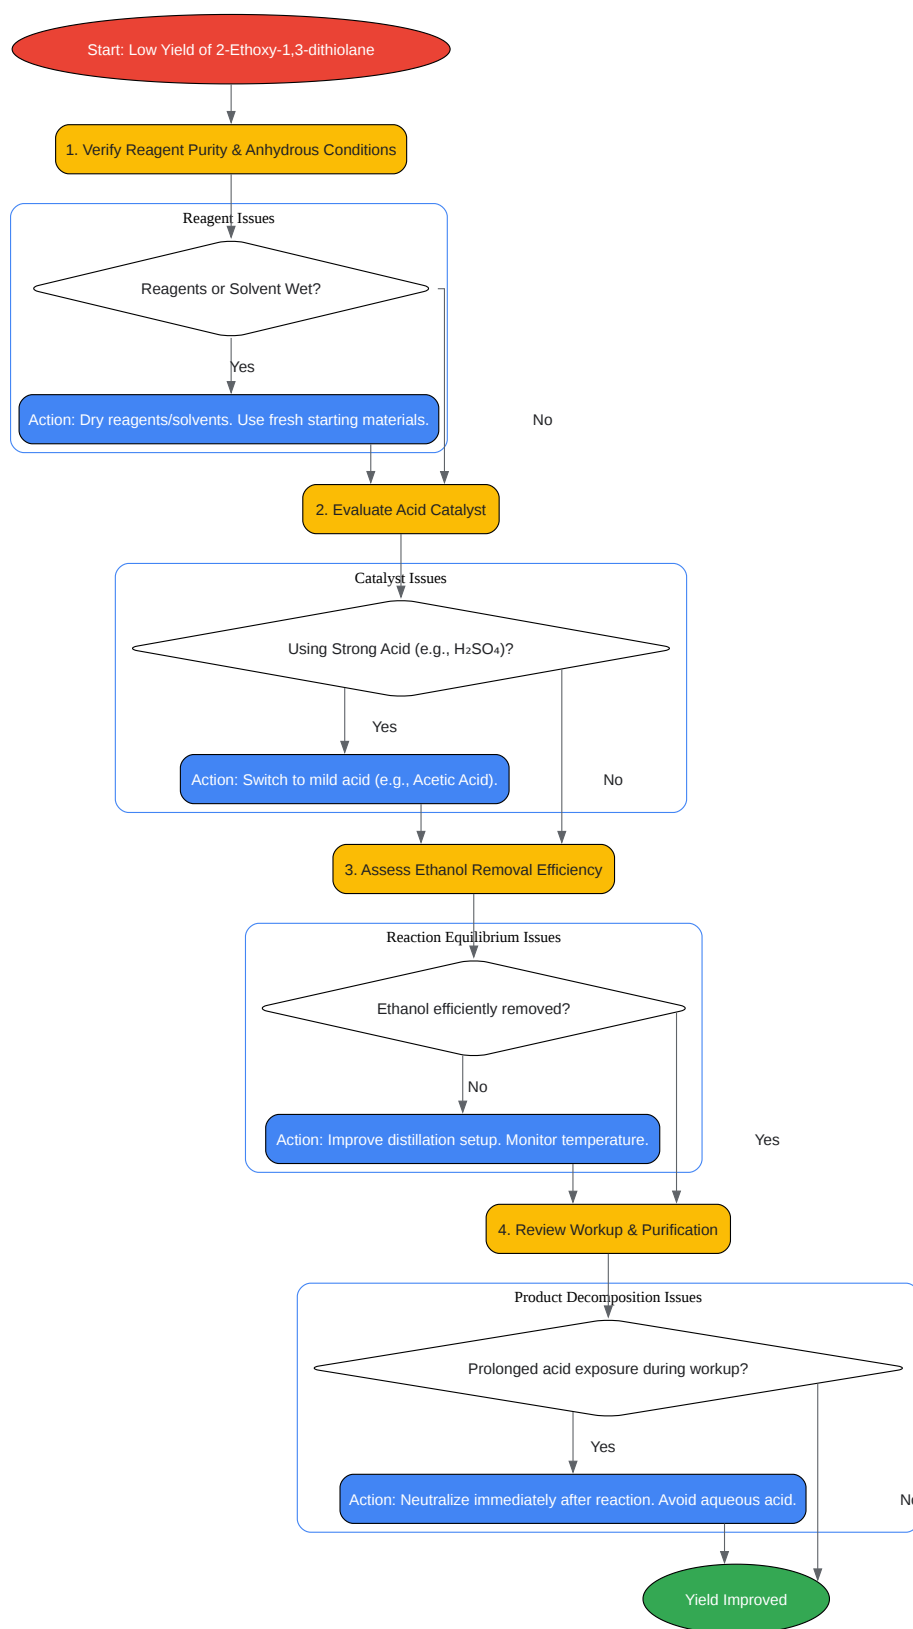 Start: Low Yield of 2-Ethoxy-1,3-dithiolane
1. Verify Reagent Purity & Anhydrous Conditions
Reagent Issues
Reagents or Solvent Wet?
Yes
Action: Dry reagents/solvents. Use fresh starting materials.
No
2. Evaluate Acid Catalyst
Catalyst Issues
Using Strong Acid (e.g., H₂SO₄)?
Yes
Action: Switch to mild acid (e.g., Acetic Acid).
No
3. Assess Ethanol Removal Efficiency
Reaction Equilibrium Issues
Ethanol efficiently removed?
No
Action: Improve distillation setup. Monitor temperature.
Yes
4. Review Workup & Purification
Product Decomposition Issues
Prolonged acid exposure during workup?
Yes
Action: Neutralize immediately after reaction. Avoid aqueous acid.
No
Yield Improved